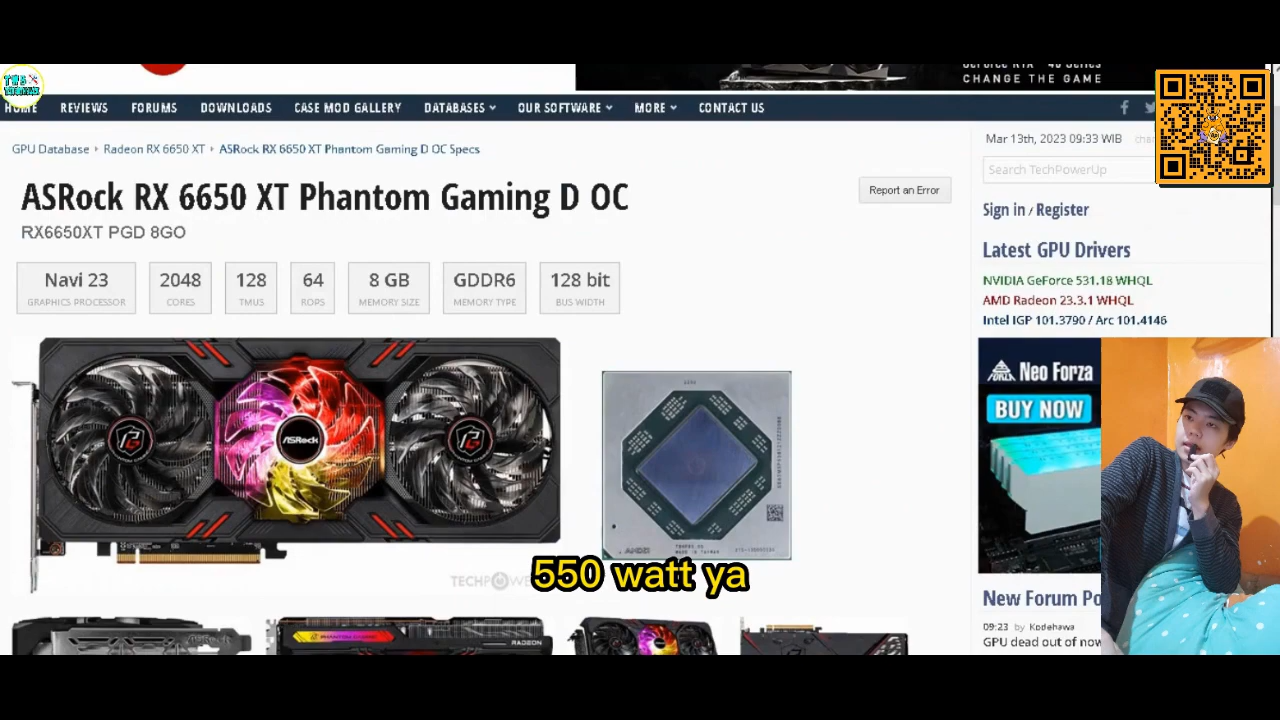 CHANGE THE GAME
HOME REVIEWS FORUMS DOWNLOADS CASE MOD GALLERY DATABASES OUR SOFTWARE MORE CONTACT US
GPU Database Radeon RX 6650 XT ASRock RX 6650 XT Phantom Gaming D OC Specs
Mar 13th, 2023 09:33 WIB
ASRock RX 6650 XT Phantom Gaming D OC
Report an Error
Search TechPowerUp
RX6650XT PGD 8GO
Sign in / Register
Navi 23 2048 128 64 8 GB GDDR6 128 bit
GRAPHICS PROCESSOR CORES TMUS ROPS MEMORY SIZE MEMORY TYPE BUS WIDTH
Latest GPU Drivers
NVIDIA GeForce 531.18 WHQL
AMD Radeon 23.3.1 WHQL
Intel IGP 101.3790 / Arc 101.4146
Neo Forza
BUY NOW
ASRock
AMD
550 watt ya
New Forum Po
09:23 by Kodehawa
GPU dead out of now
RADEON